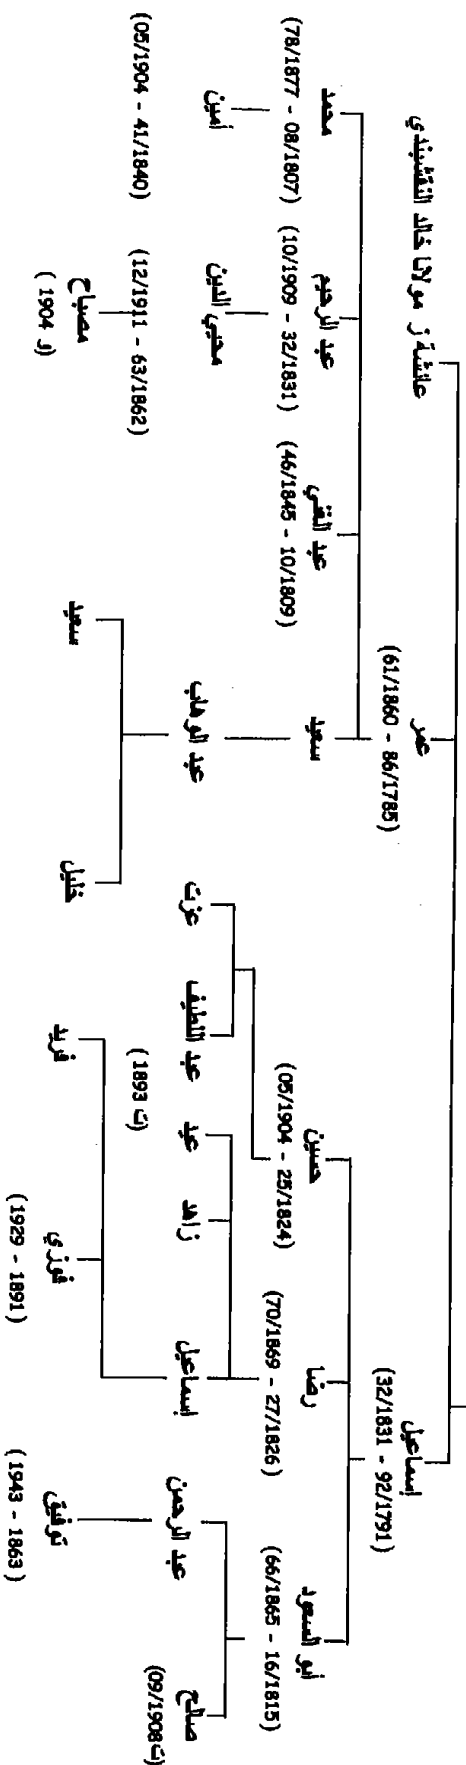 إسماعيل
(1791/92 - 1831/32)
عمر
(1785/86 - 1860/61)
عائشة ز مولانا خالد النقشبندي
أبو السعود
(1815/16 - 1865/66)
رضا
(1826/27 - 1869/70)
حسين
(1824/25 - 1904/05)
سعيد
عبد الغني
(1809/10 - 1845/46)
عبد الرحيم
(1831/32 - 1909/10)
محمد
(1807/08 - 1877/78)
صالح
(ت 1908/09)
عبد الرحمن
إسماعيل
زاهد
عيد
(ت 1893)
عبد اللطيف
عزت
عبد الوهاب
محيي الدين
(1862/63 - 1911/12)
أمين
(1840/41 - 1904/05)
توفيق
(1863 - 1943)
فوزي
(1891 - 1929)
فريد
خليل
سعيد
مصباح
(و 1904)